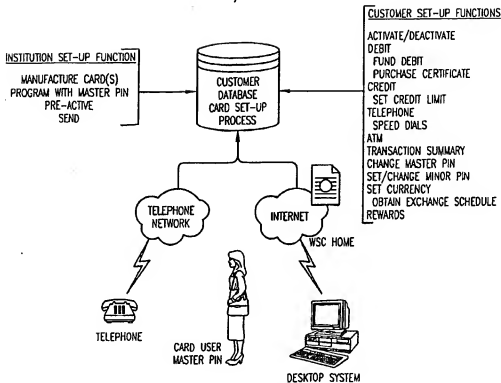 CUSTOMER SET-UP FUNCTIONS
ACTIVATE/DEACTIVATE
DEBIT
FUND DEBIT
PURCHASE CERTIFICATE
CREDIT
SET CREDIT LIMIT
TELEPHONE
SPEED DIALS
ATM
TRANSACTION SUMMARY
CHANGE MASTER PIN
SET/CHANGE MINOR PIN
SET CURRENCY
OBTAIN EXCHANGE SCHEDULE
REWARDS
INSTITUTION SET-UP FUNCTION
MANUFACTURE CARD(S)
PROGRAM WITH MASTER PIN
PRE-ACTIVE
SEND
CUSTOMER
DATABASE
CARD SET-UP
PROCESS
TELEPHONE
NETWORK
INTERNET
WSC HOME
TELEPHONE
CARD USER
MASTER PIN
DESKTOP SYSTEM